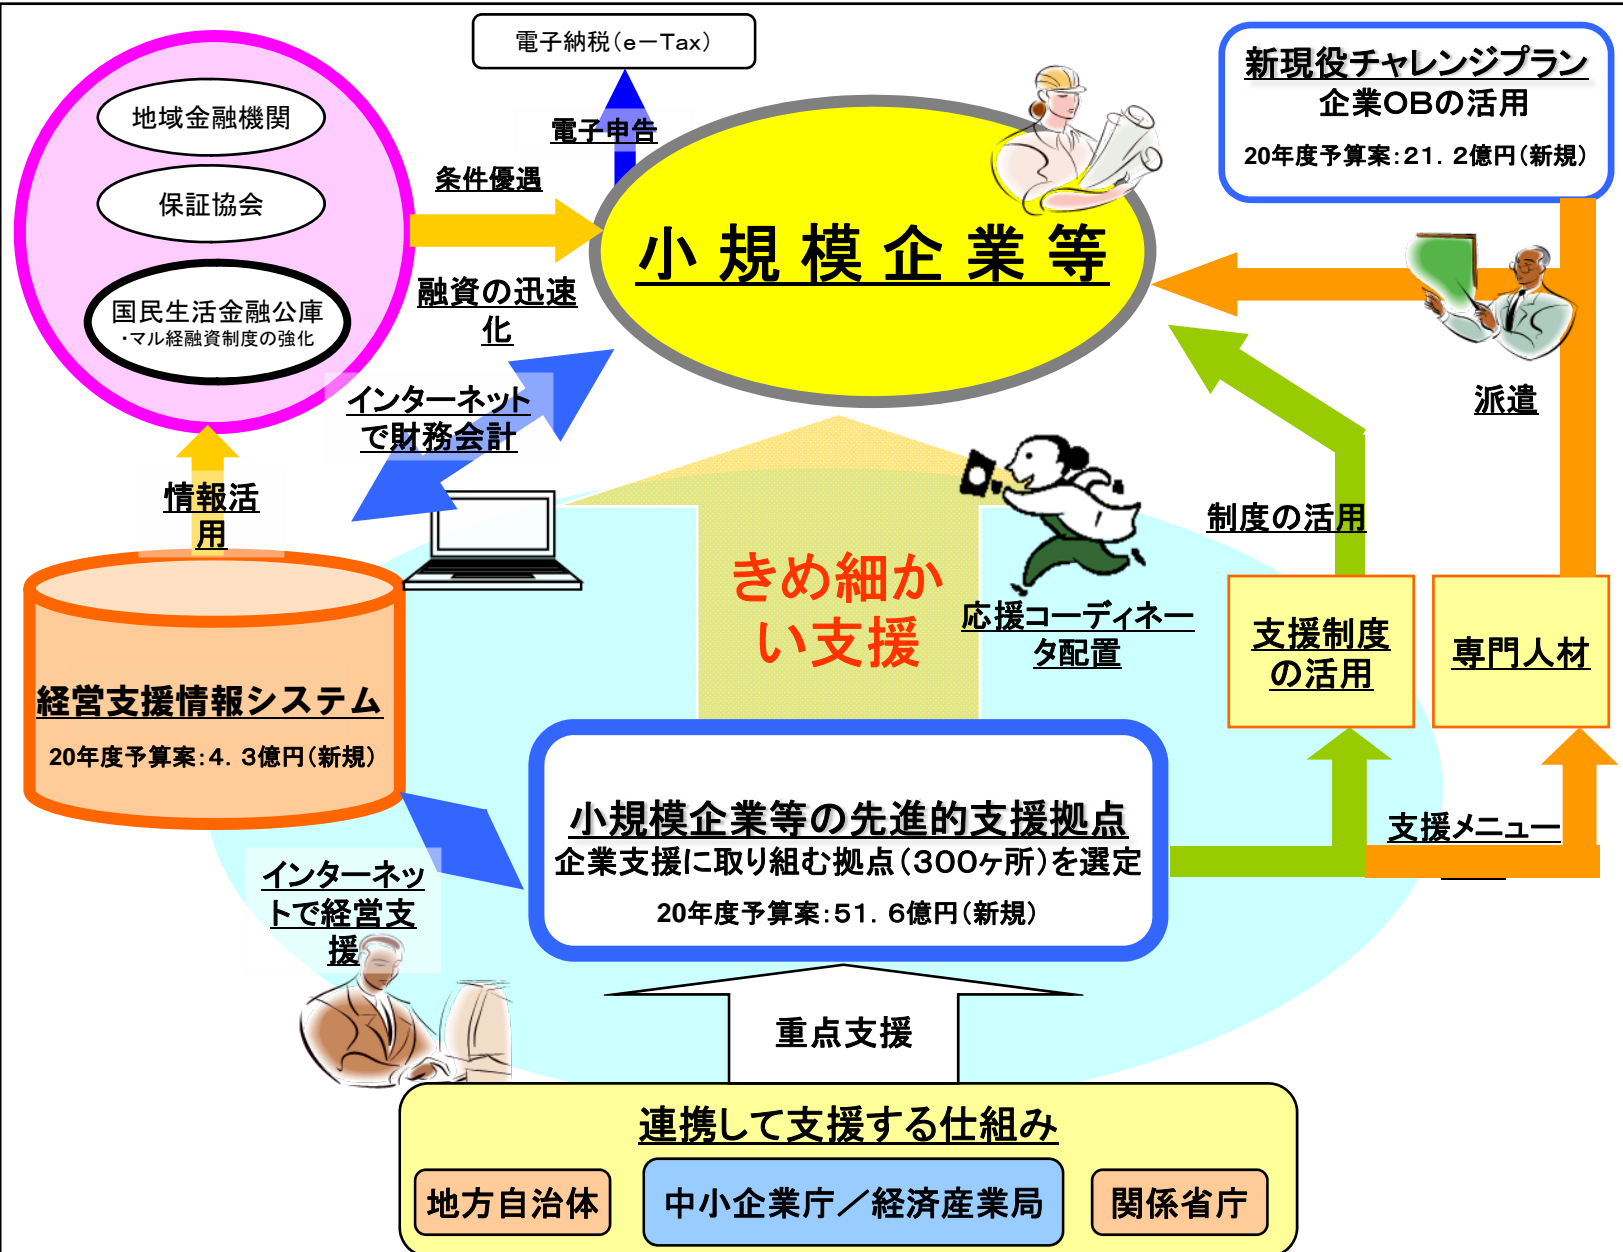 電子納税（e－Tax）
新現役チャレンジプラン
企業OBの活用
20年度予算案：21．2億円（新規）
地域金融機関
保証協会
国民生活金融公庫
・マル経融資制度の強化
電子申告
条件優遇
融資の迅速
化
小規模企業等
派遣
インターネット
で財務会計
情報活
用
制度の活用
きめ細か
い支援
応援コーディネー
タ配置
支援制度
の活用
専門人材
経営支援情報システム
20年度予算案：4．3億円（新規）
小規模企業等の先進的支援拠点
企業支援に取り組む拠点（300ヶ所）を選定
20年度予算案：51．6億円（新規）
支援メニュー
インターネッ
トで経営支
援
重点支援
連携して支援する仕組み
地方自治体
中小企業庁／経済産業局
関係省庁